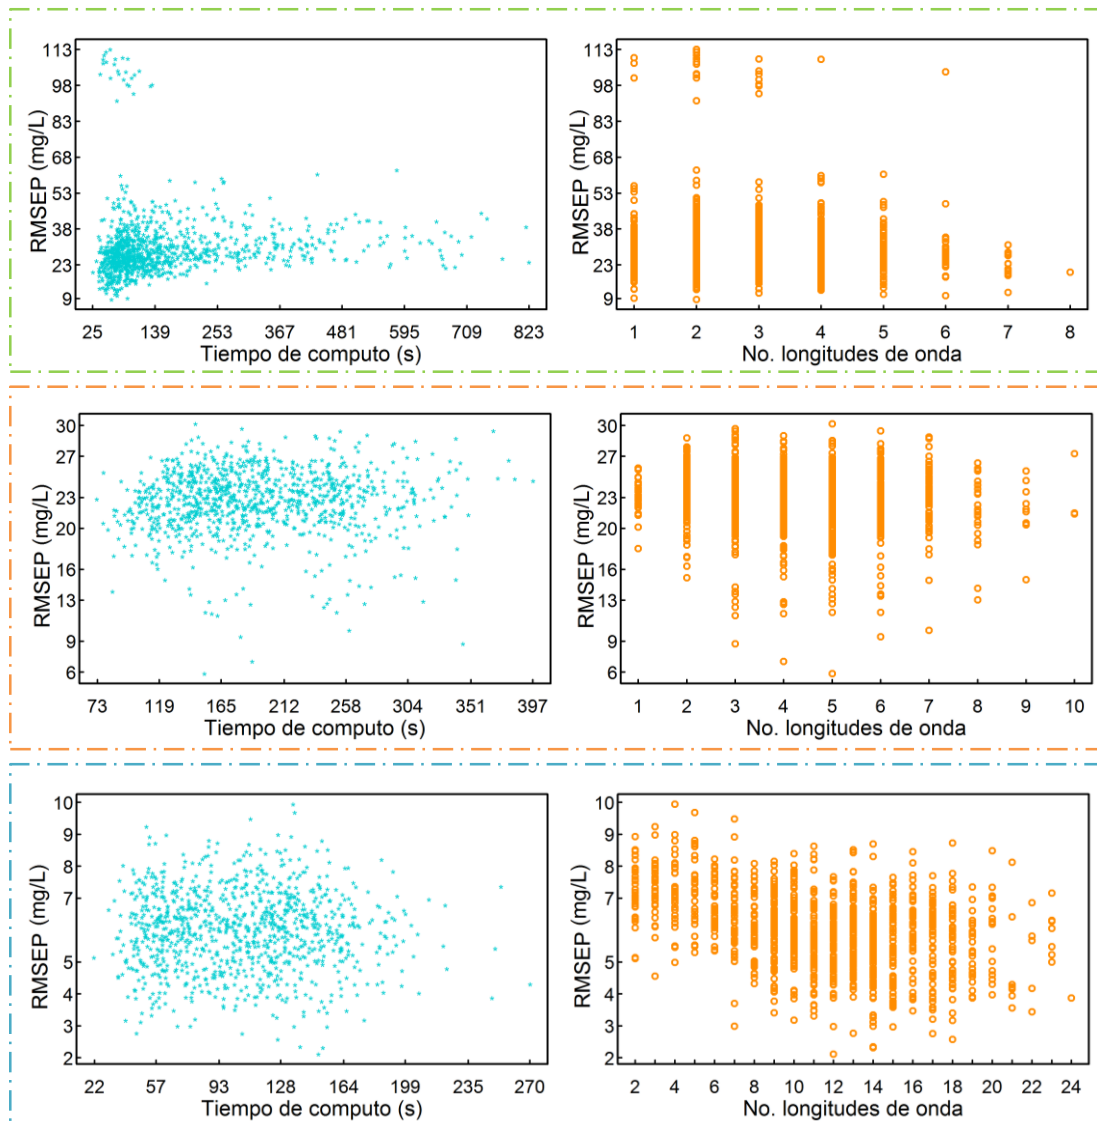 RMSEP (mg/L)
113
98
83
68
53
38
23
9
25 139 253 367 481 595 709 823
Tiempo de computo (s)
RMSEP (mg/L)
113
98
83
68
53
38
23
9
1 2 3 4 5 6 7 8
No. longitudes de onda
RMSEP (mg/L)
30
27
23
20
16
13
9
6
73 119 165 212 258 304 351 397
Tiempo de computo (s)
RMSEP (mg/L)
30
27
23
20
16
13
9
6
1 2 3 4 5 6 7 8 9 10
No. longitudes de onda
RMSEP (mg/L)
10
9
8
7
5
4
3
2
22 57 93 128 164 199 235 270
Tiempo de computo (s)
RMSEP (mg/L)
10
9
8
7
5
4
3
2
2 4 6 8 10 12 14 16 18 20 22 24
No. longitudes de onda